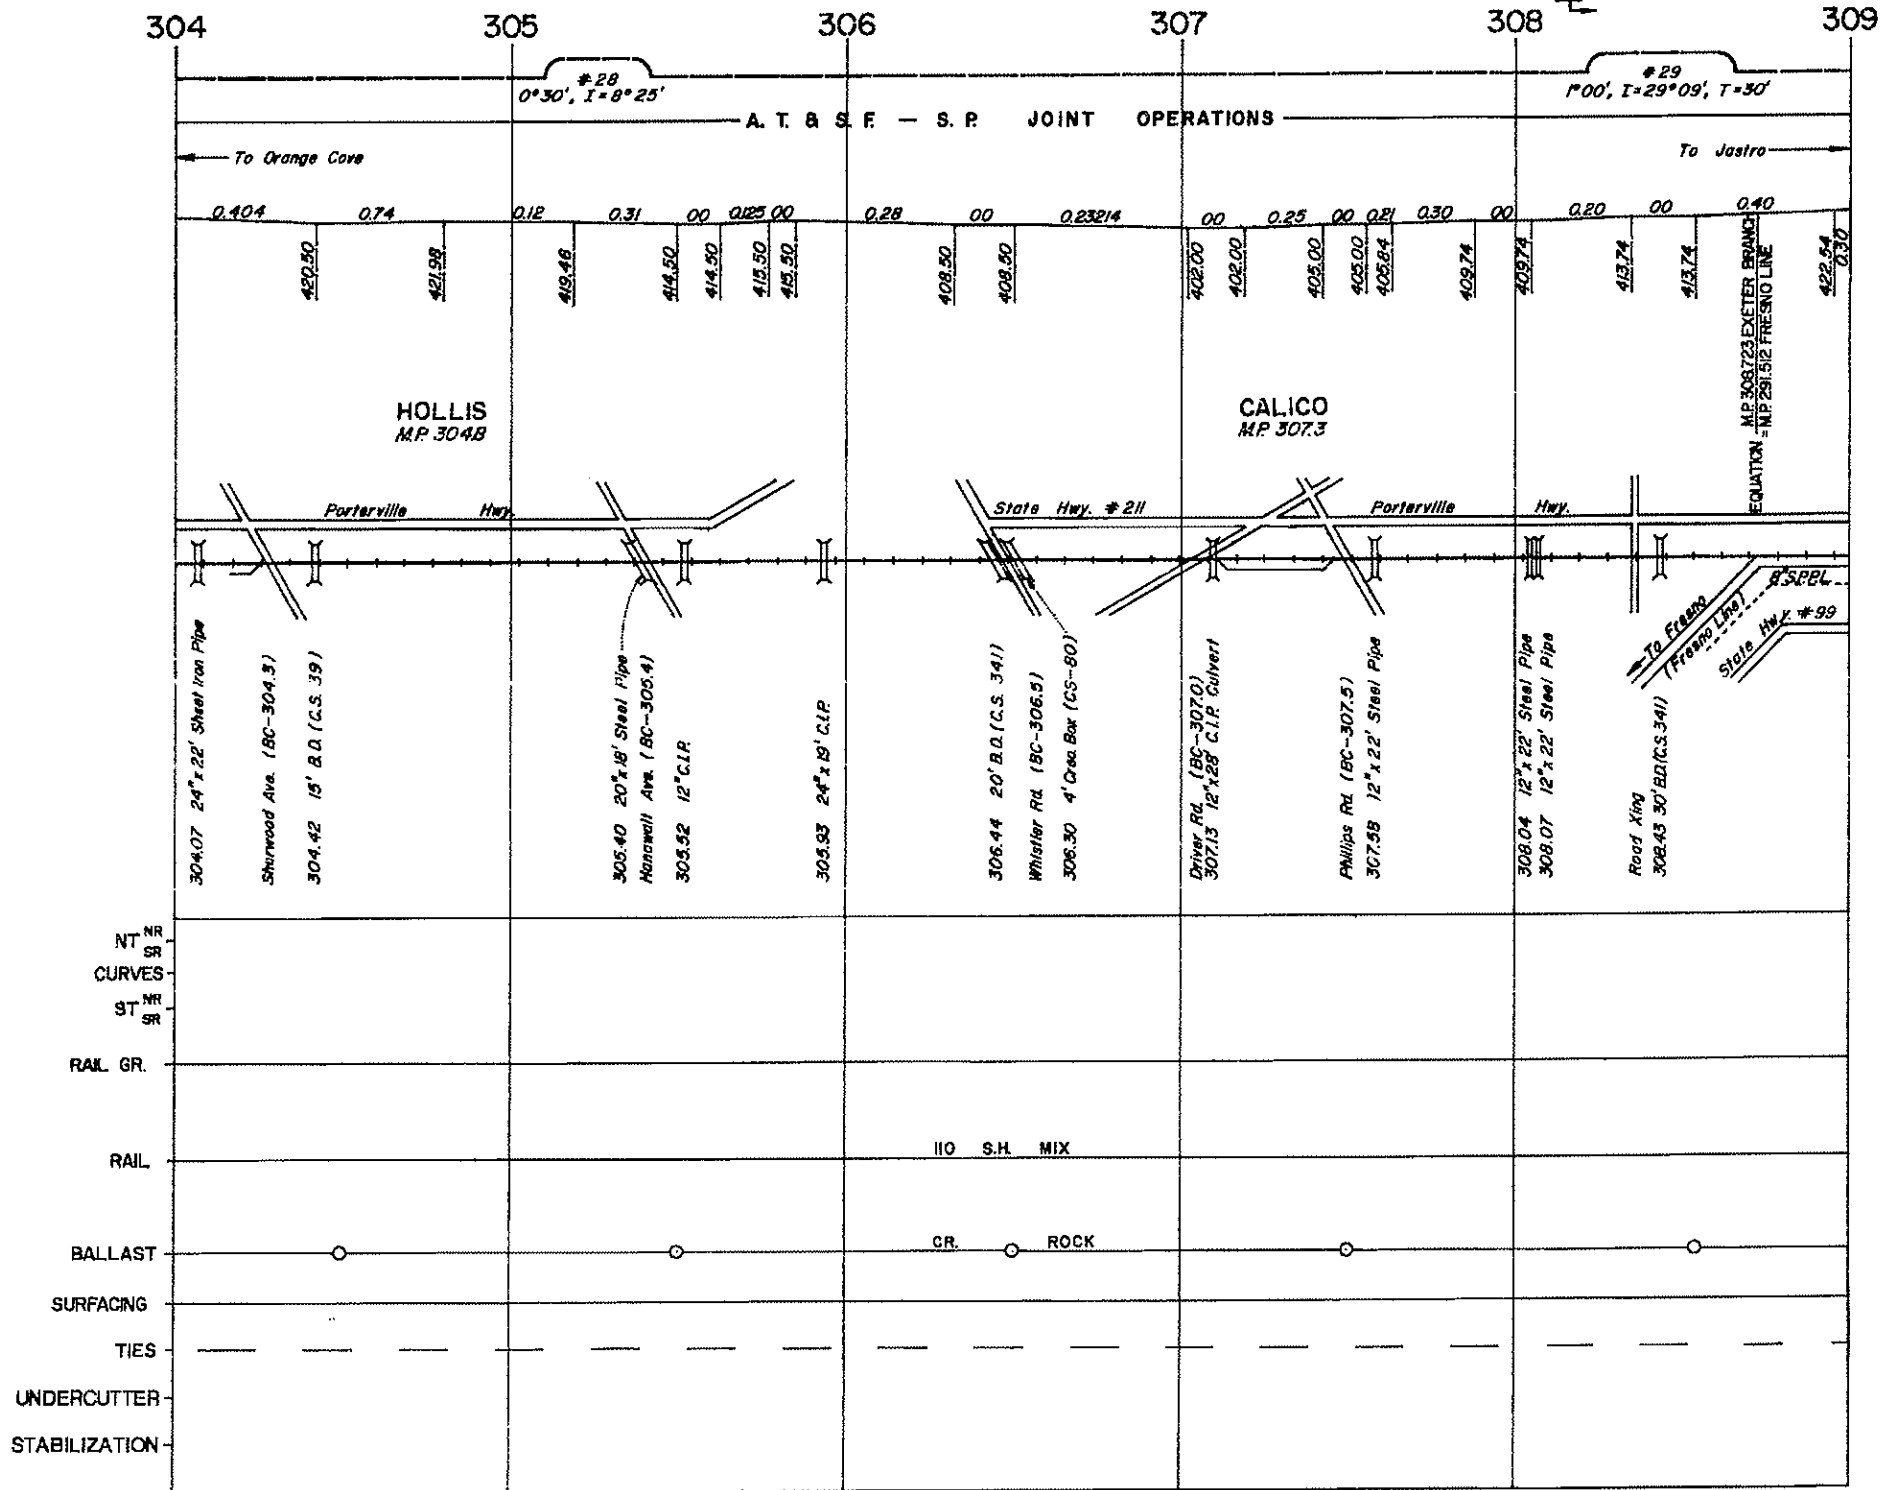 304 305 306 307 308 309
#28
0°30', I=8°25'
#29
1°00', I=29°09', T=30'
A. T. & S. F. — S. P. JOINT OPERATIONS
To Orange Cove
To Jastro
0.404 0.74 0.12 0.31 00 0.125 00 0.28 00 0.23214 00 0.25 00 0.21 0.30 00 0.20 00 0.40
420.50
421.98
419.46
414.50
414.50
415.50
415.50
408.50
408.50
402.00
402.00
405.00
405.00
405.84
409.74
409.74
413.74
413.74
422.54
0.30
EQUATION M.P. 308.723 EXETER BRANCH
= M.P. 291.512 FRESNO LINE
HOLLIS
M.P. 304.8
CALICO
M.P. 307.3
Porterville Hwy.
State Hwy. #211
Porterville Hwy.
8" S.P.P.L.
To Fresno
(Fresno Line)
State Hwy. #99
304.07 24" x 22' Sheet Iron Pipe
Shurwood Ave. (BC-304.3)
304.42 15' B.D. (C.S. 39)
305.40 20" x 18' Steel Pipe
Hanawalt Ave. (BC-305.4)
305.52 12" C.I.P.
305.93 24" x 19' C.I.P.
306.44 20' B.D. (C.S. 341)
Whistler Rd. (BC-306.5)
306.30 4' Creo. Box (CS-80)
Driver Rd. (BC-307.0)
307.13 12" x 28' C.I.P. Culvert
Phillips Rd. (BC-307.5)
307.58 12" x 22' Steel Pipe
308.04 12" x 22' Steel Pipe
308.07 12" x 22' Steel Pipe
Road Xing
308.43 30' B.D. (C.S. 341)
NT NR SR
CURVES
ST NR SR
RAIL GR.
RAIL 110 S.H. MIX
BALLAST CR. ROCK
SURFACING
TIES
UNDERCUTTER
STABILIZATION